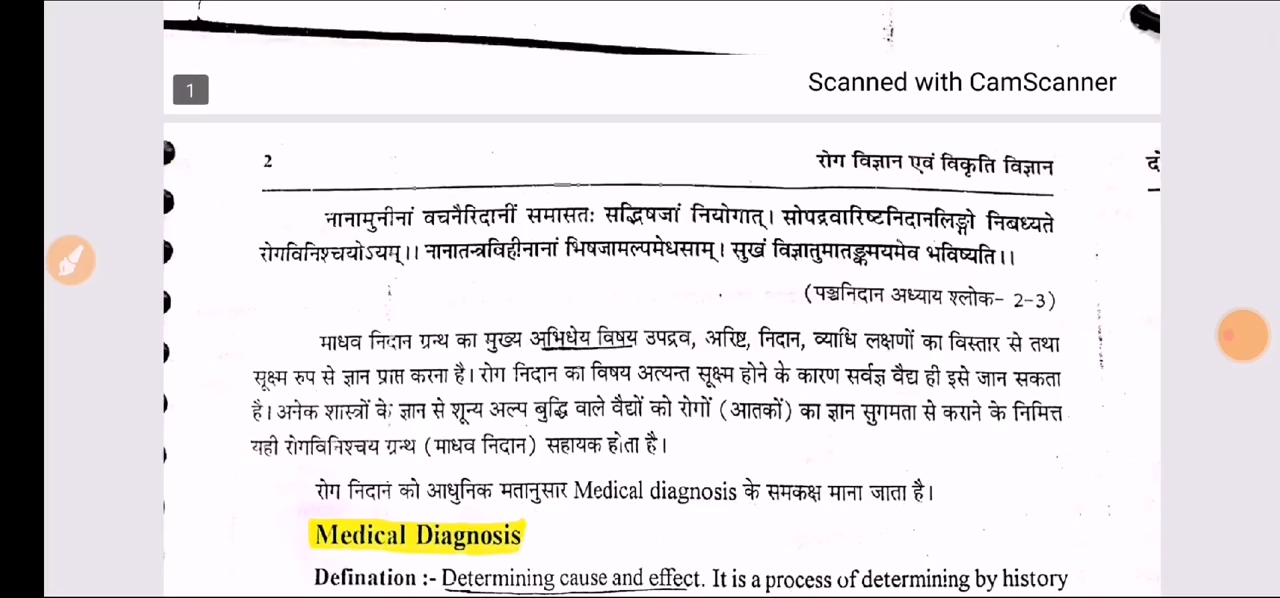 Scanned with CamScanner
1
2 रोग विज्ञान एवं विकृति विज्ञान
नानामुनीनां वचनैरिदानीं समासतः सद्भिषजां नियोगात्। सोपद्रवारिष्टनिदानलिङ्गो निबध्यते
रोगविनिश्चयोऽयम्।। नानातन्त्रविहीनानां भिषजामल्पमेधसाम्। सुखं विज्ञातुमातङ्कमयमेव भविष्यति।।
(पञ्चनिदान अध्याय श्लोक- 2-3)
माधव निदान ग्रन्थ का मुख्य अभिधेय विषय उपद्रव, अरिष्ट, निदान, व्याधि लक्षणों का विस्तार से तथा
सूक्ष्म रुप से ज्ञान प्राप्त करना है। रोग निदान का विषय अत्यन्त सूक्ष्म होने के कारण सर्वज्ञ वैद्य ही इसे जान सकता
है। अनेक शास्त्रों के ज्ञान से शून्य अल्प बुद्धि वाले वैद्यों को रोगों (आतकों) का ज्ञान सुगमता से कराने के निमित्त
यही रोगविनिश्चय ग्रन्थ (माधव निदान) सहायक होता है।
रोग निदान को आधुनिक मतानुसार Medical diagnosis के समकक्ष माना जाता है।
Medical Diagnosis
Defination :- Determining cause and effect. It is a process of determining by history